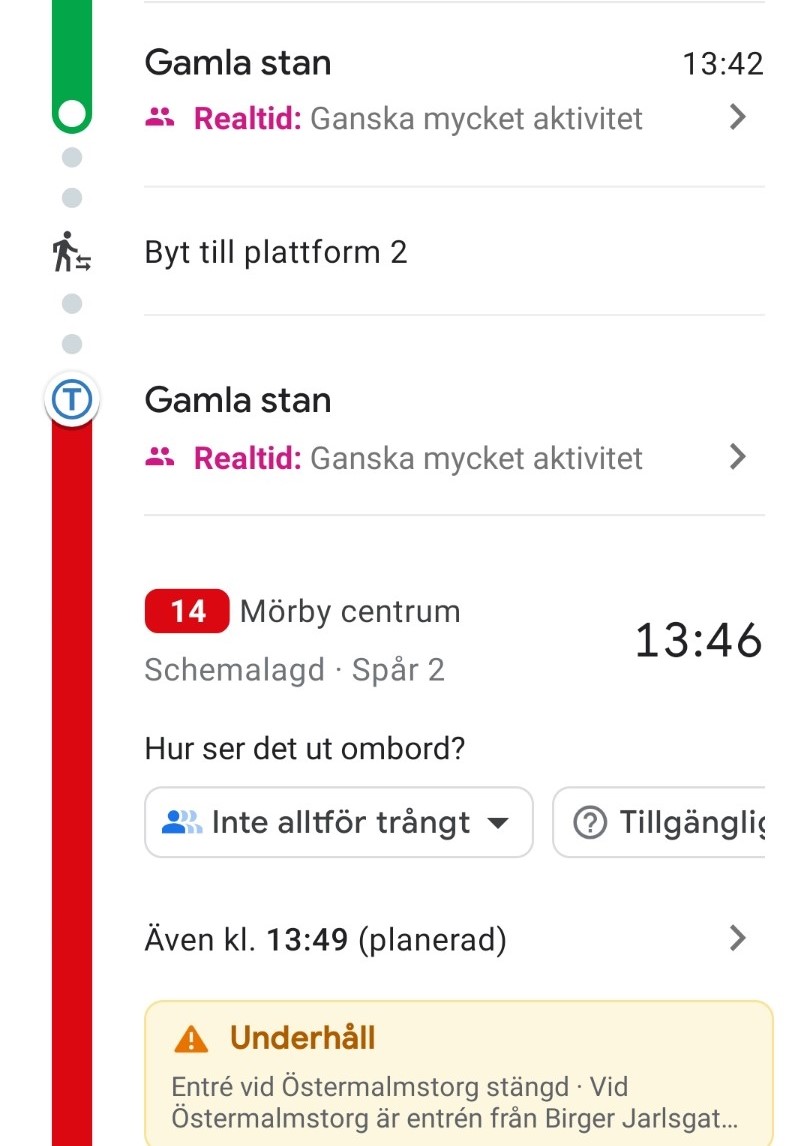 Gamla stan 13:42
Realtid: Ganska mycket aktivitet
Byt till plattform 2
T Gamla stan
Realtid: Ganska mycket aktivitet
14 Mörby centrum
13:46
Schemalagd · Spår 2
Hur ser det ut ombord?
Inte alltför trångt ? Tillgänglig
Även kl. 13:49 (planerad)
Underhåll
Entré vid Östermalmstorg stängd · Vid
Östermalmstorg är entrén från Birger Jarlsgat...